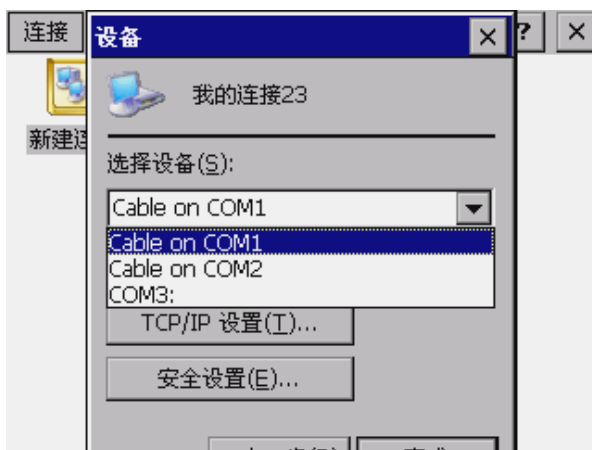 连接
设备
?
我的连接23
新建连
选择设备(S):
Cable on COM1
Cable on COM1
Cable on COM2
COM3:
TCP/IP 设置(T)...
安全设置(E)...